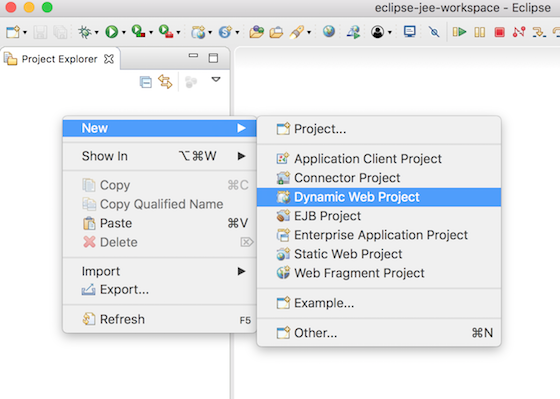 eclipse-jee-workspace - Eclipse
Project Explorer
New
Show In ⌥⌘W
Copy ⌘C
Copy Qualified Name
Paste ⌘V
Delete ⌦
Import
Export...
Refresh F5
Project...
Application Client Project
Connector Project
Dynamic Web Project
EJB Project
Enterprise Application Project
Static Web Project
Web Fragment Project
Example...
Other... ⌘N